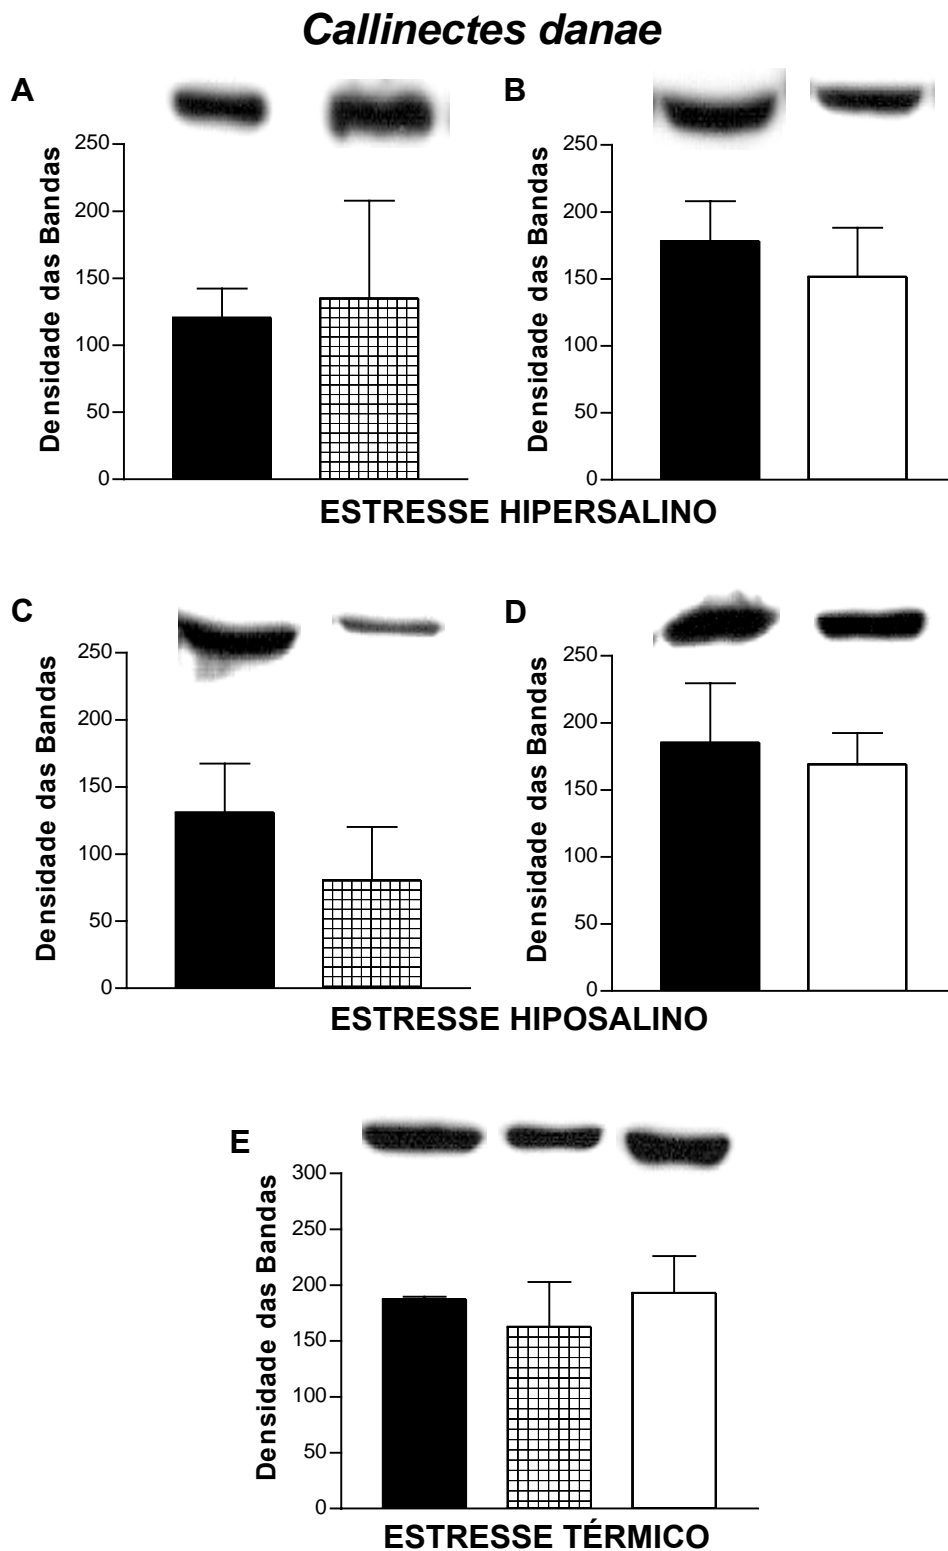 Callinectes danae
A
Densidade das Bandas
250
200
150
100
50
0
B
Densidade das Bandas
250
200
150
100
50
0
ESTRESSE HIPERSALINO
C
Densidade das Bandas
250
200
150
100
50
0
D
Densidade das Bandas
250
200
150
100
50
0
ESTRESSE HIPOSALINO
E
Densidade das Bandas
300
250
200
150
100
50
0
ESTRESSE TÉRMICO